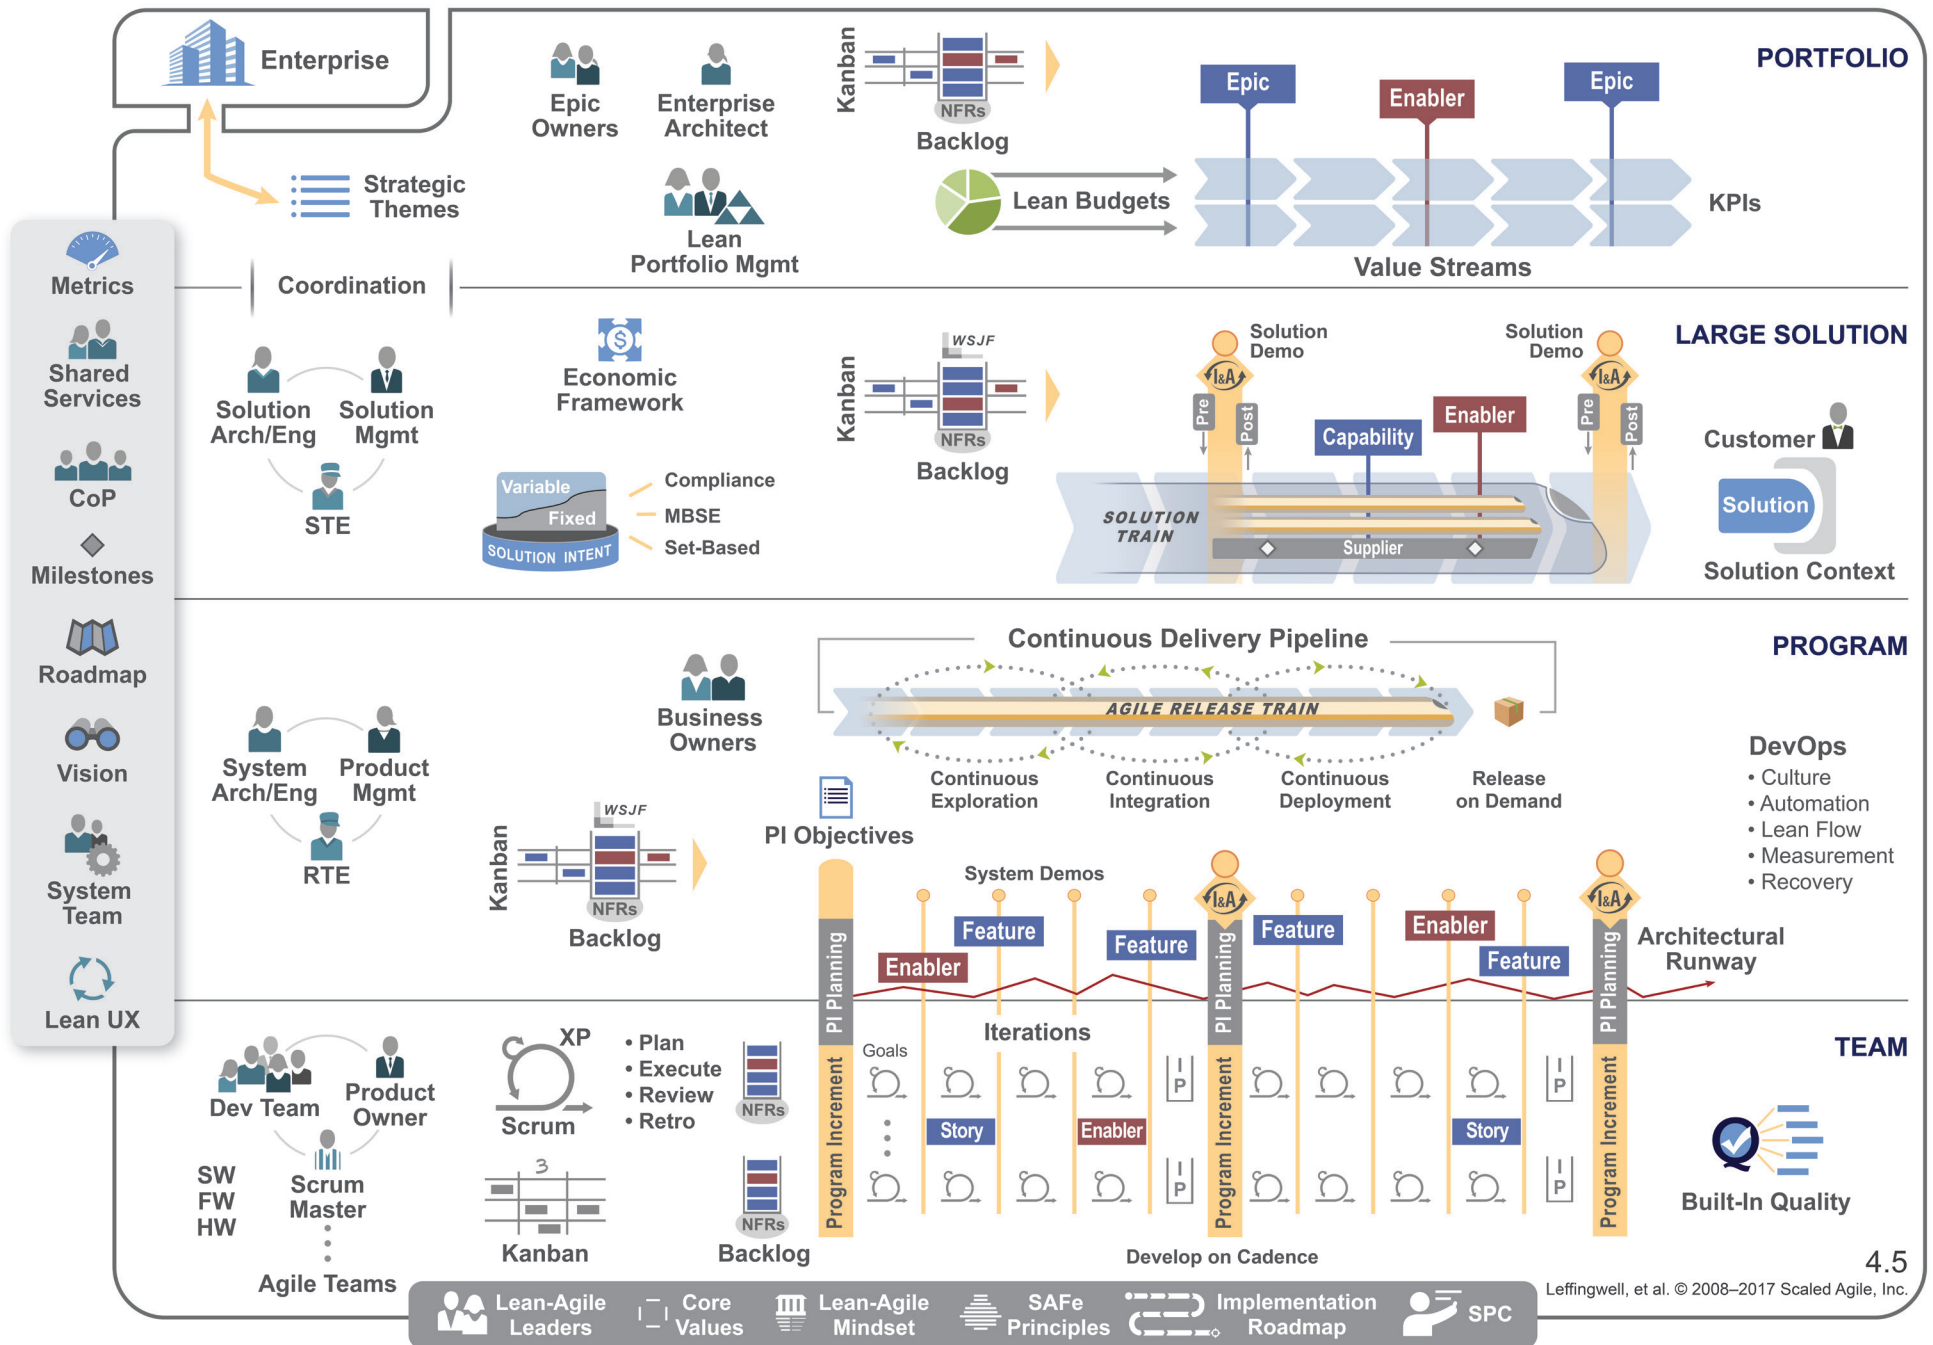 Enterprise
Strategic
Themes
Coordination
Epic
Owners
Enterprise
Architect
Lean
Portfolio Mgmt
Kanban
NFRs
Backlog
Lean Budgets
Epic
Enabler
Epic
Value Streams
KPIs
PORTFOLIO
Metrics
Shared
Services
CoP
Milestones
Roadmap
Vision
System
Team
Lean UX
Solution
Arch/Eng
Solution
Mgmt
STE
Economic
Framework
Variable
Fixed
SOLUTION INTENT
Compliance
MBSE
Set-Based
Kanban
WSJF
NFRs
Backlog
Solution
Demo
I&A
Pre
Post
Capability
Enabler
Solution
Demo
I&A
Pre
Post
SOLUTION
TRAIN
Supplier
LARGE SOLUTION
Customer
Solution
Solution Context
System
Arch/Eng
Product
Mgmt
RTE
Business
Owners
Kanban
WSJF
NFRs
Backlog
PI Objectives
Continuous Delivery Pipeline
AGILE RELEASE TRAIN
Continuous
Exploration
Continuous
Integration
Continuous
Deployment
Release
on Demand
PROGRAM
DevOps
• Culture
• Automation
• Lean Flow
• Measurement
• Recovery
System Demos
I&A
I&A
Enabler
Feature
Feature
Feature
Enabler
Feature
Architectural
Runway
PI Planning
PI Planning
PI Planning
Dev Team
Product
Owner
Scrum
Master
SW
FW
HW
Agile Teams
XP
Scrum
• Plan
• Execute
• Review
• Retro
3
Kanban
NFRs
NFRs
Backlog
Program Increment
Program Increment
Program Increment
Iterations
Goals
Story
Enabler
Story
I
P
I
P
I
P
I
P
Develop on Cadence
TEAM
Built-In Quality
4.5
Leffingwell, et al. © 2008–2017 Scaled Agile, Inc.
Lean-Agile
Leaders
Core
Values
Lean-Agile
Mindset
SAFe
Principles
Implementation
Roadmap
SPC